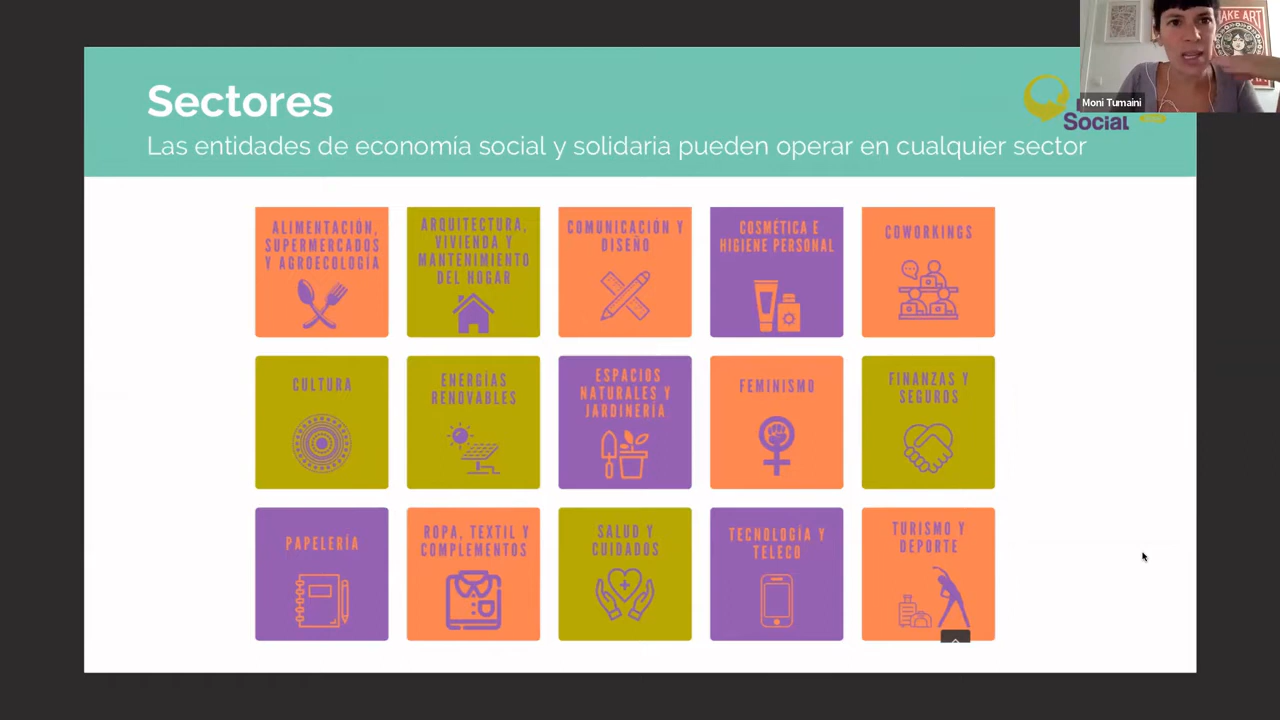 Sectores
Las entidades de economía social y solidaria pueden operar en cualquier sector
MAKE ART
Moni Tumaini
Social
ALIMENTACIÓN,
SUPERMERCADOS
Y AGROECOLOGÍA
ARQUITECTURA,
VIVIENDA Y
MANTENIMIENTO
DEL HOGAR
COMUNICACIÓN Y
DISEÑO
COSMÉTICA E
HIGIENE PERSONAL
COWORKINGS
CULTURA
ENERGÍAS
RENOVABLES
ESPACIOS
NATURALES Y
JARDINERÍA
FEMINISMO
FINANZAS Y
SEGUROS
PAPELERÍA
ROPA, TEXTIL Y
COMPLEMENTOS
SALUD Y
CUIDADOS
TECNOLOGÍA Y
TELECO
TURISMO Y
DEPORTE